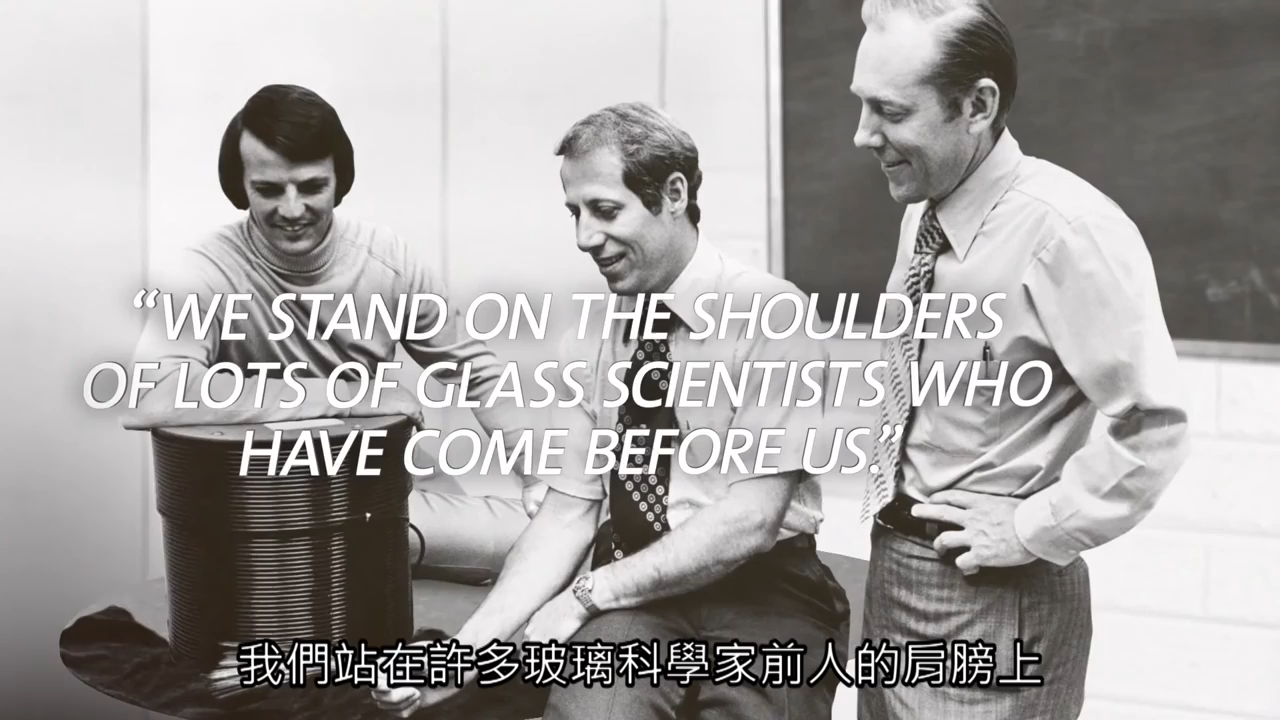 “WE STAND ON THE SHOULDERS
OF LOTS OF GLASS SCIENTISTS WHO
HAVE COME BEFORE US.”
我們站在許多玻璃科學家前人的肩膀上